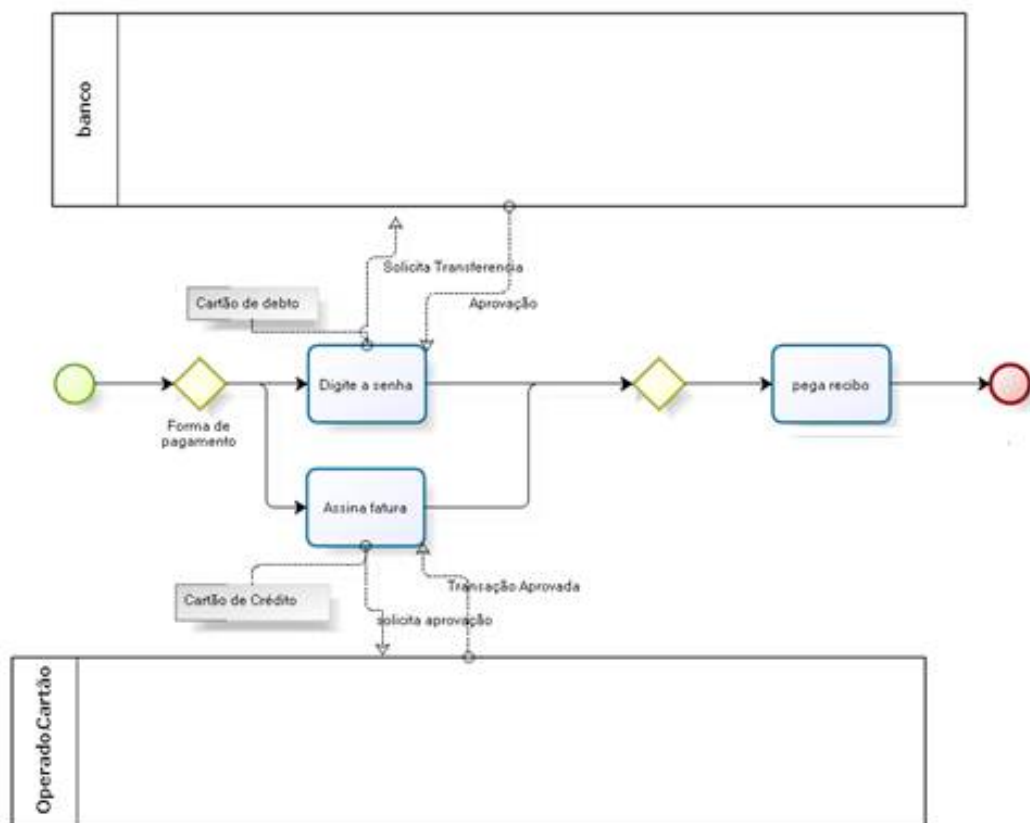 banco
Solicita Transferencia
Cartão de debto
Aprovação
Digite a senha
pega recibo
Forma de
pagamento
Assina fatura
Transação Aprovada
Cartão de Crédito
solicita aprovação
Operado.Cartão